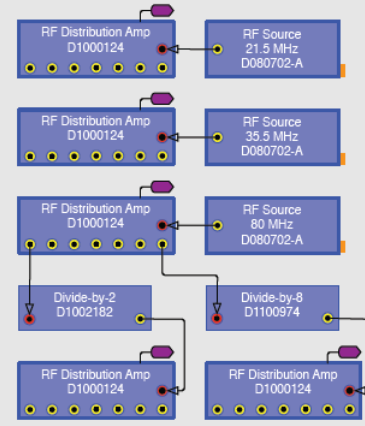 RF Distribution Amp
D1000124
RF Source
21.5 MHz
D080702-A
RF Distribution Amp
D1000124
RF Source
35.5 MHz
D080702-A
RF Distribution Amp
D1000124
RF Source
80 MHz
D080702-A
Divide-by-2
D1002182
Divide-by-8
D1100974
RF Distribution Amp
D1000124
RF Distribution Amp
D1000124